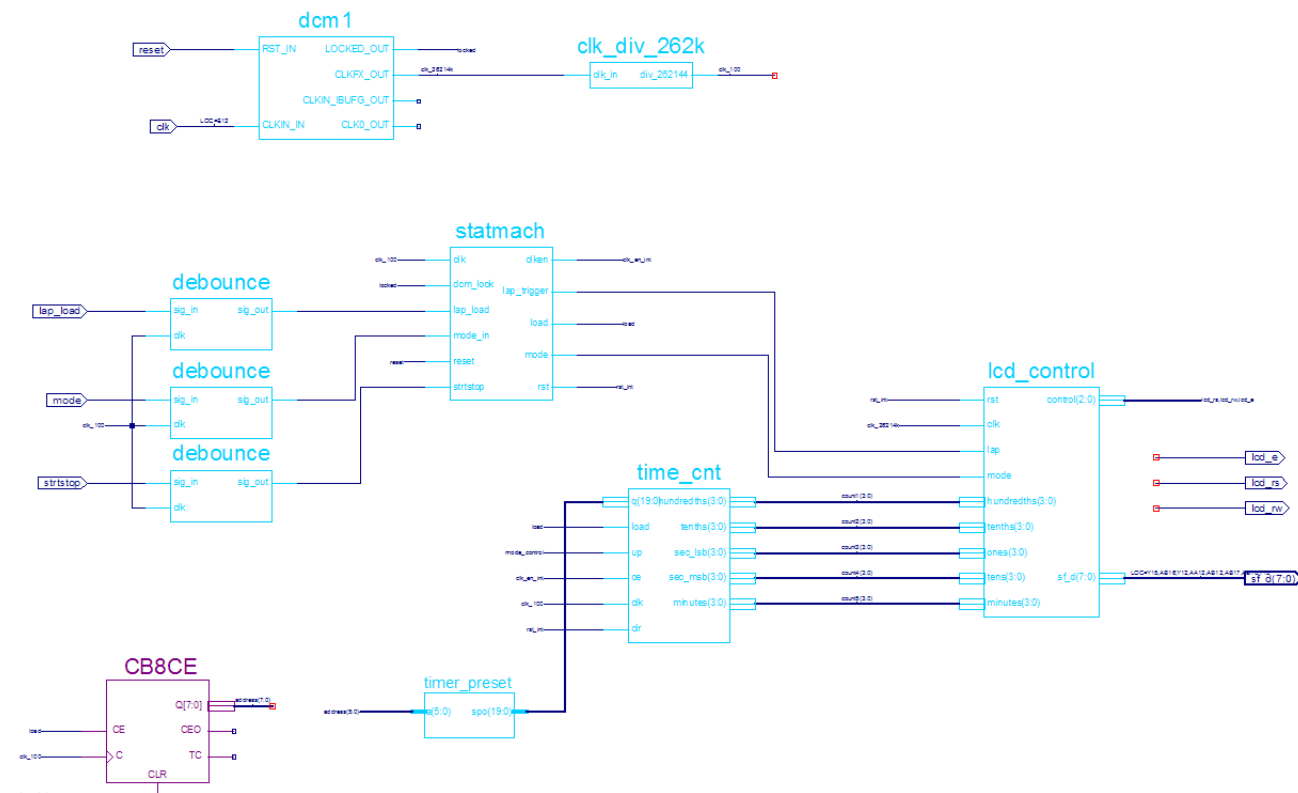 dcm1
reset
RST_IN
LOCKED_OUT
locked
CLKFX_OUT
clk_26214k
CLKIN_IBUFG_OUT
clk
LOC=B12
CLKIN_IN
CLK0_OUT
clk_div_262k
clk_in
div_262144
clk_100
statmach
clk_100
clk
clken
clk_en_int
locked
dcm_lock
lap_trigger
lap_load
load
load
mode_in
mode
reset
reset
strtstop
rst
rst_int
debounce
lap_load
sig_in
sig_out
clk
debounce
mode
sig_in
sig_out
clk_100
clk
debounce
strtstop
sig_in
sig_out
clk
lcd_control
rst_int
rst
control(2:0)
lcd_rs,lcd_rw,lcd_e
clk_26214k
clk
lap
mode
hundredths(3:0)
tenths(3:0)
ones(3:0)
tens(3:0)
sf_d(7:0)
minutes(3:0)
lcd_e
lcd_rs
lcd_rw
sf_d(7:0)
time_cnt
q(19:0)
hundredths(3:0)
count1(3:0)
load
load
tenths(3:0)
count2(3:0)
mode_control
up
sec_lsb(3:0)
count3(3:0)
clk_en_int
ce
sec_msb(3:0)
count4(3:0)
clk_100
clk
minutes(3:0)
count5(3:0)
rst_int
clr
timer_preset
address(5:0)
a(5:0)
spo(19:0)
CB8CE
Q[7:0]
address(7:0)
load
CE
CEO
clk_100
C
TC
CLR